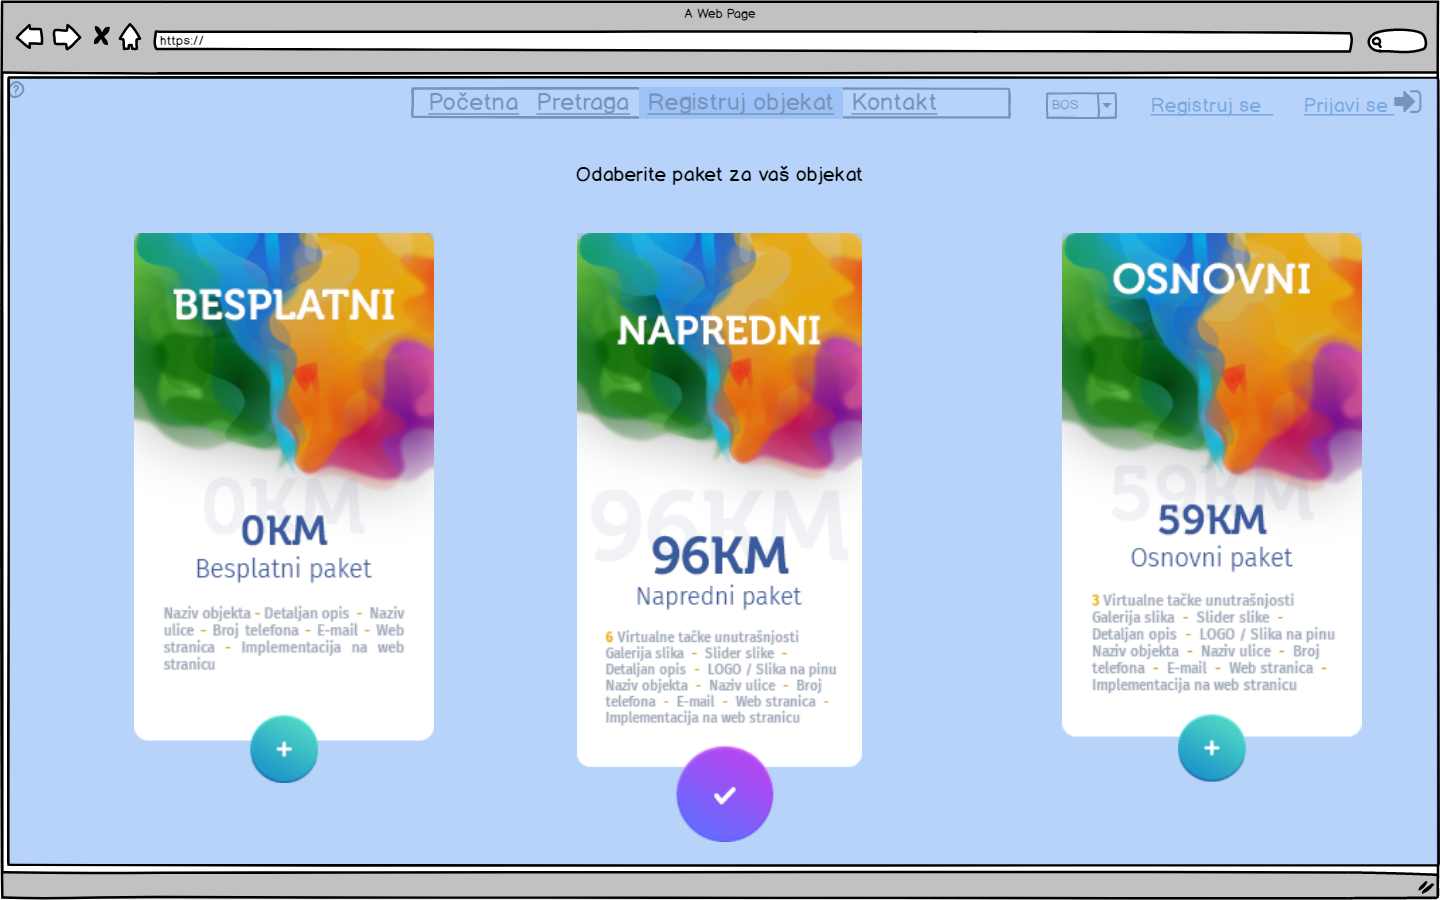 A Web Page
https://
?
Početna Pretraga Registruj objekat Kontakt
BOS
Registruj se
Prijavi se
Odaberite paket za vaš objekat
BESPLATNI
0KM
0KM
Besplatni paket
Naziv objekta - Detaljan opis - Naziv
ulice - Broj telefona - E-mail - Web
stranica - Implementacija na web
stranicu
+
NAPREDNI
96KM
96KM
Napredni paket
6 Virtualne tačke unutrašnjosti
Galerija slika - Slider slike -
Detaljan opis - LOGO / Slika na pinu
Naziv objekta - Naziv ulice - Broj
telefona - E-mail - Web stranica -
Implementacija na web stranicu
OSNOVNI
59KM
59KM
Osnovni paket
3 Virtualne tačke unutrašnjosti
Galerija slika - Slider slike -
Detaljan opis - LOGO / Slika na pinu
Naziv objekta - Naziv ulice - Broj
telefona - E-mail - Web stranica -
Implementacija na web stranicu
+